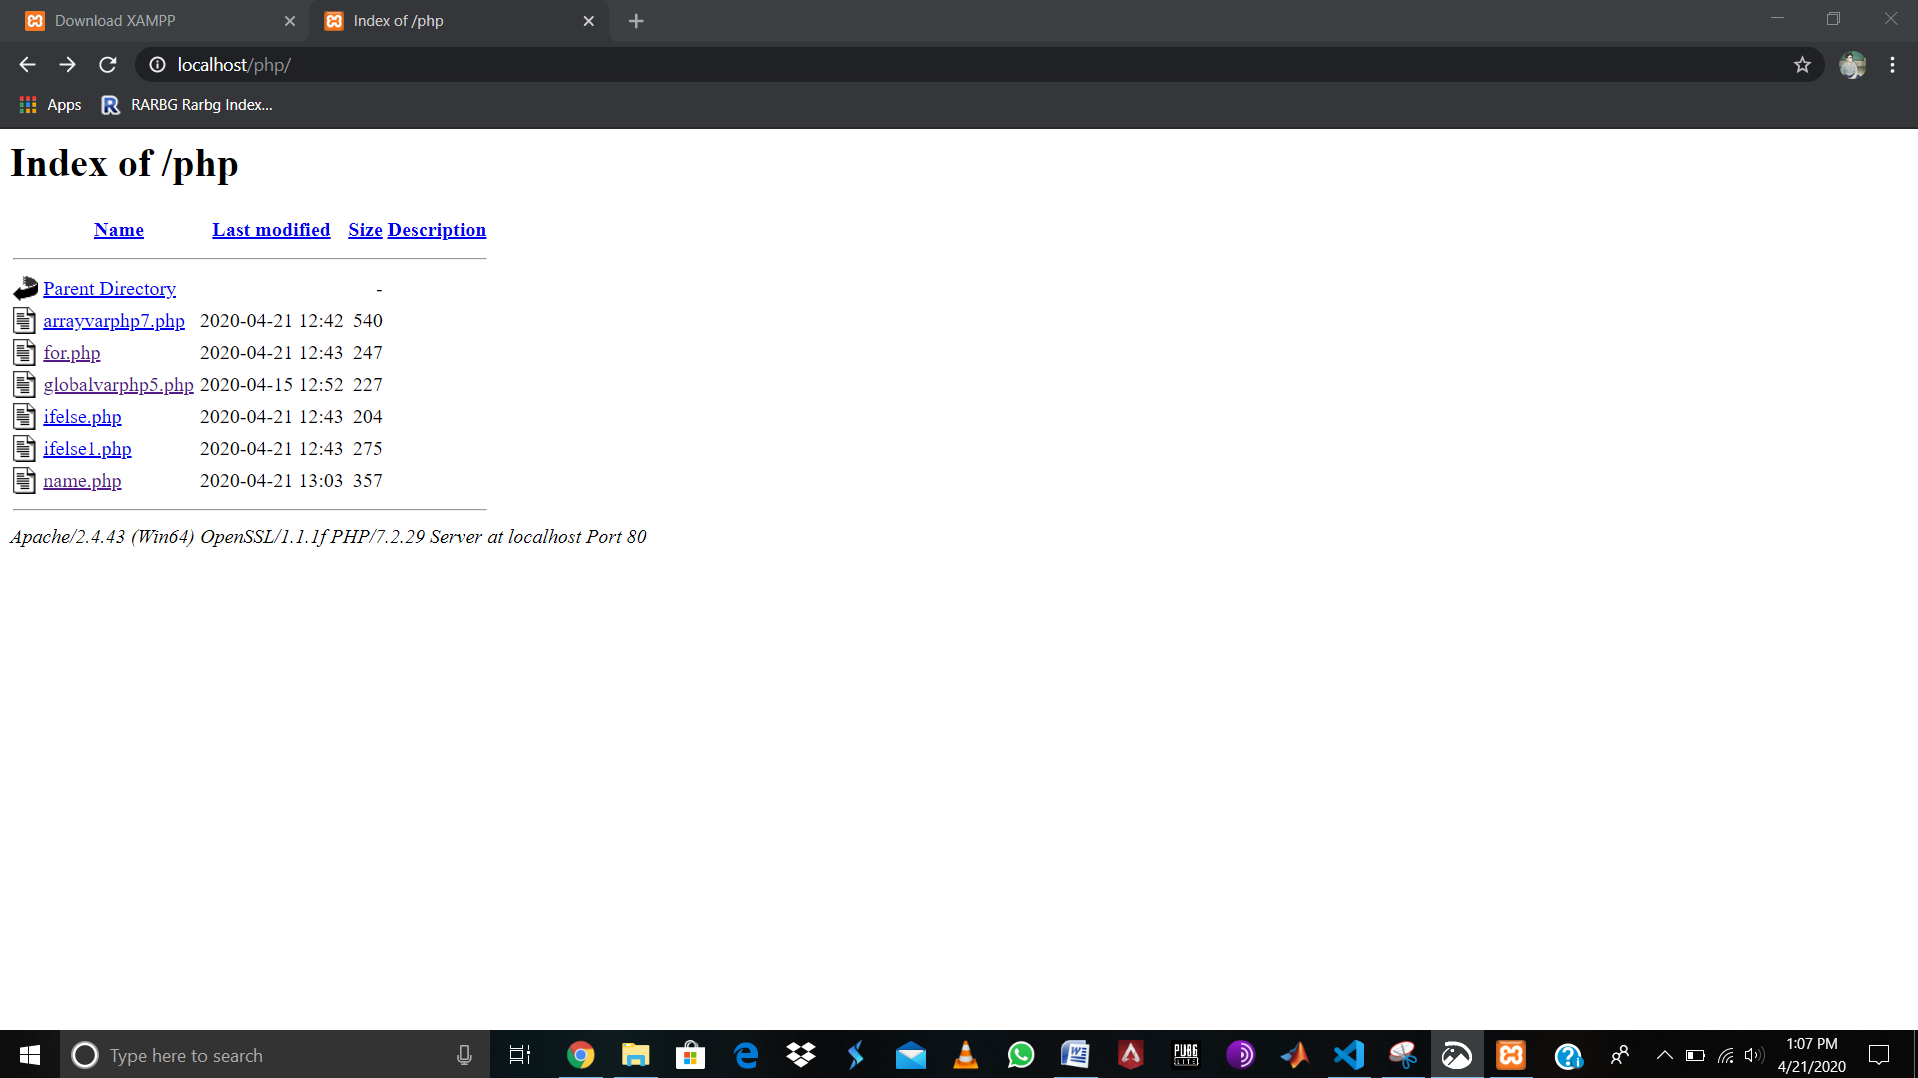 Download XAMPP
Index of /php
localhost/php/
Apps
RARBG Rarbg Index...
Index of /php
Name Last modified Size Description
Parent Directory -
arrayvarphp7.php 2020-04-21 12:42 540
for.php 2020-04-21 12:43 247
globalvarphp5.php 2020-04-15 12:52 227
ifelse.php 2020-04-21 12:43 204
ifelse1.php 2020-04-21 12:43 275
name.php 2020-04-21 13:03 357
Apache/2.4.43 (Win64) OpenSSL/1.1.1f PHP/7.2.29 Server at localhost Port 80
Type here to search
PUBG
LITE
1:07 PM
4/21/2020